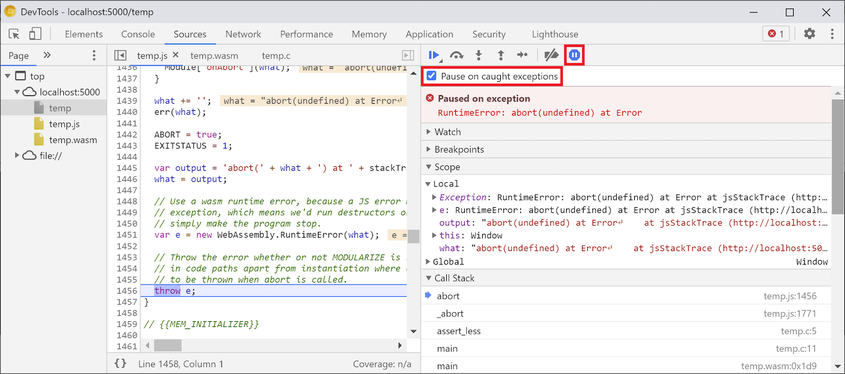 DevTools - localhost:5000/temp
Elements Console Sources Network Performance Memory Application Security Lighthouse 1
Page
top
localhost:5000
temp
temp.js
temp.wasm
file://
temp.js temp.wasm temp.c
1436 Module['onAbort'](what); what = "abort(undefined)
1437 }
1438
1439 what += ''; what = "abort(undefined) at Error↵
1440 err(what);
1441
1442 ABORT = true;
1443 EXITSTATUS = 1;
1444
1445 var output = 'abort(' + what + ') at ' + stackTr
1446 what = output;
1447
1448 // Use a wasm runtime error, because a JS error
1449 // exception, which means we'd run destructors o
1450 // simply make the program stop.
1451 var e = new WebAssembly.RuntimeError(what); e =
1452
1453 // Throw the error whether or not MODULARIZE is
1454 // in code paths apart from instantiation where
1455 // to be thrown when abort is called.
1456 throw e;
1457 }
1458
1459 // {{MEM_INITIALIZER}}
1460
1461
{} Line 1458, Column 1 Coverage: n/a
Pause on caught exceptions
Paused on exception
RuntimeError: abort(undefined) at Error
Watch
Breakpoints
Scope
Local
Exception: RuntimeError: abort(undefined) at Error at jsStackTrace (http:…
e: RuntimeError: abort(undefined) at Error at jsStackTrace (http://localh…
output: "abort(undefined) at Error↵ at jsStackTrace (http://localhost:…
this: Window
what: "abort(undefined) at Error↵ at jsStackTrace (http://localhost:50…
Global Window
Call Stack
abort temp.js:1456
_abort temp.js:1771
assert_less temp.c:5
main temp.c:11
main temp.wasm:0x1d9